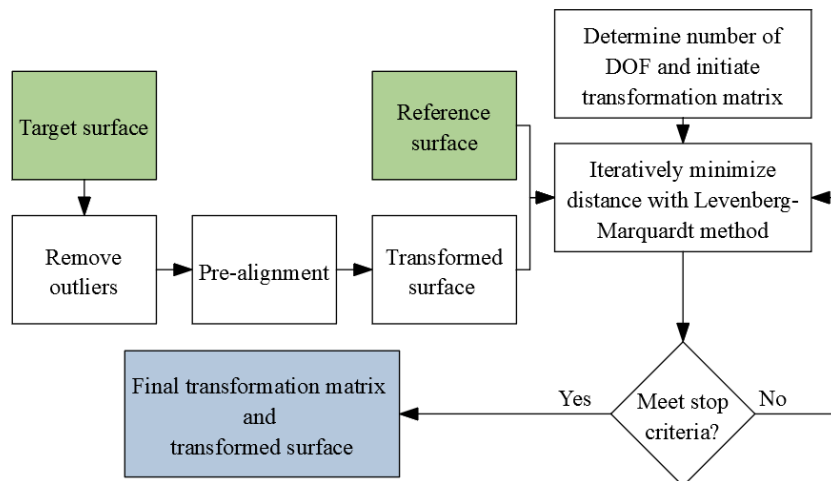 Determine number of
DOF and initiate
transformation matrix
Target surface
Reference
surface
Iteratively minimize
distance with Levenberg-
Marquardt method
Remove
outliers
Pre-alignment
Transformed
surface
Final transformation matrix
and
transformed surface
Yes
Meet stop
criteria?
No